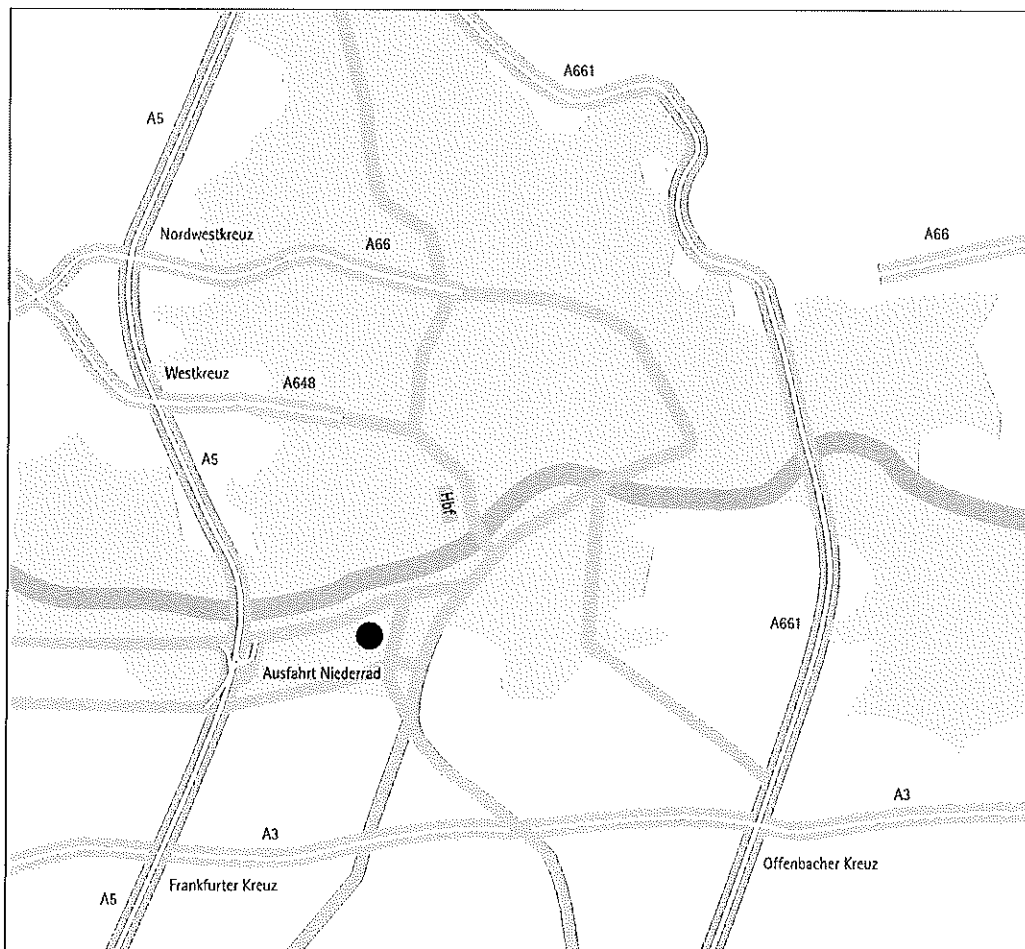 A661
A5
Nordwestkreuz
A66
A66
Westkreuz
A648
A5
Hbf
A661
Ausfahrt Niederrad
A3
A3
Offenbacher Kreuz
Frankfurter Kreuz
A5